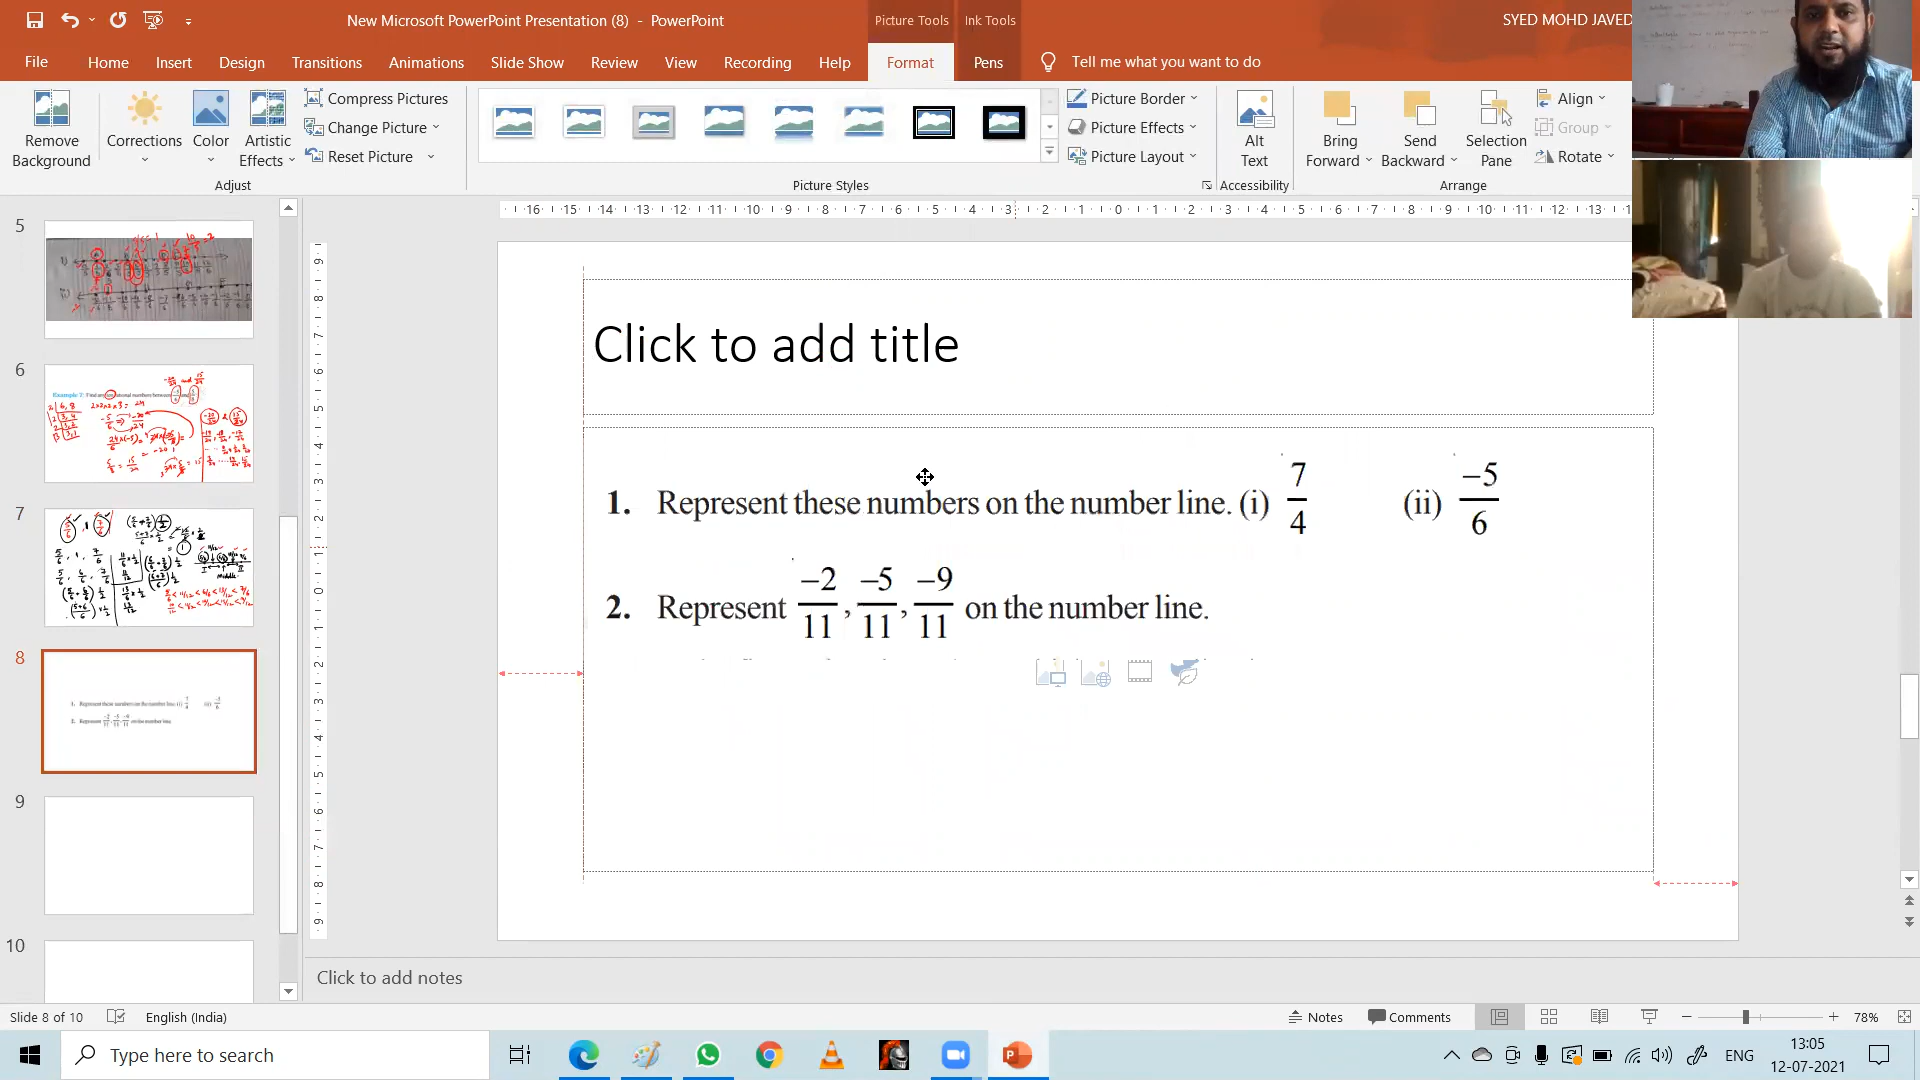 New Microsoft PowerPoint Presentation (8) - PowerPoint
Picture Tools
Ink Tools
SYED MOHD JAVED
File Home Insert Design Transitions Animations Slide Show Review View Recording Help Format Pens Tell me what you want to do
Remove Background
Corrections
Color
Artistic Effects
Compress Pictures
Change Picture
Reset Picture
Adjust
Picture Styles
Picture Border
Picture Effects
Picture Layout
Alt Text
Accessibility
Bring Forward
Send Backward
Selection Pane
Align
Group
Rotate
Arrange
5
6
7
8
9
10
Click to add title
1. Represent these numbers on the number line. (i) 7/4 (ii) −5/6
2. Represent −2/11, −5/11, −9/11 on the number line.
Click to add notes
Slide 8 of 10
English (India)
Notes
Comments
78%
Type here to search
ENG
13:05
12-07-2021